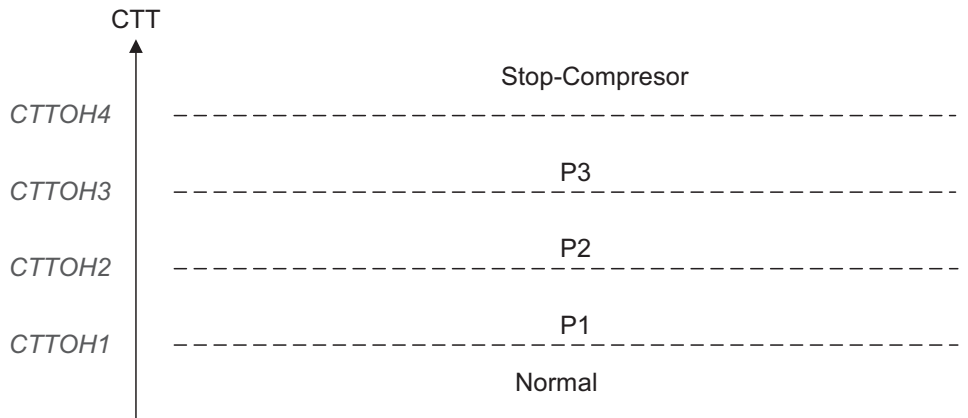 CTT
Stop-Compresor
CTTOH4
P3
CTTOH3
P2
CTTOH2
P1
CTTOH1
Normal